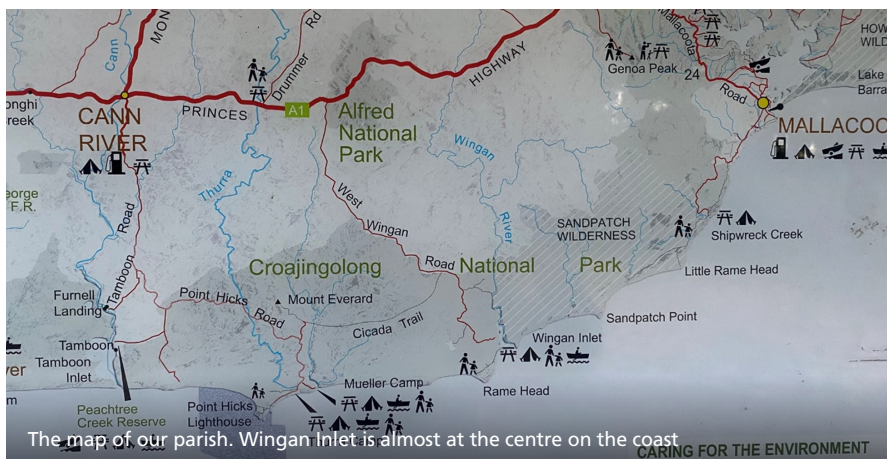 Cann
MON
Drummer
Rd
Mallacoota
HOW
WILD
Genoa Peak
24
Road
Lake
Barra
onghi
reek
HIGHWAY
A1
PRINCES
CANN
RIVER
Alfred
National
Park
MALLACOO
Wingan
River
Thurra
eorge
F.R.
West
Wingan
Road
SANDPATCH
WILDERNESS
Shipwreck Creek
Tamboon
Road
Croajingolong
National
Park
Little Rame Head
Furnell
Landing
Point Hicks
Road
Mount Everard
Cicada Trail
Sandpatch Point
Wingan Inlet
Tamboon
Tamboon
Inlet
ver
Rame Head
m
Mueller Camp
Peachtree
Creek Reserve
Point Hicks
Lighthouse
The map of our parish. Wingan Inlet is almost at the centre on the coast
CARING FOR THE ENVIRONMENT